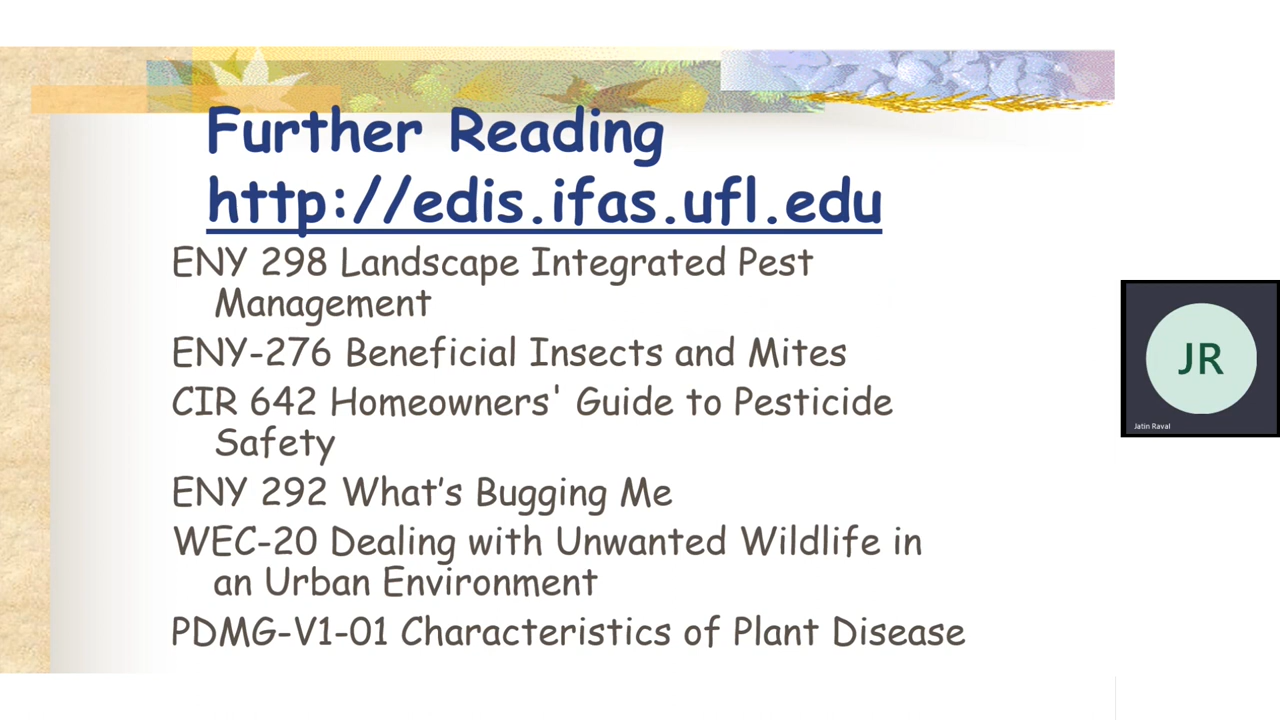 Further Reading
http://edis.ifas.ufl.edu
ENY 298 Landscape Integrated Pest
Management
ENY-276 Beneficial Insects and Mites
CIR 642 Homeowners' Guide to Pesticide
Safety
ENY 292 What’s Bugging Me
WEC-20 Dealing with Unwanted Wildlife in
an Urban Environment
PDMG-V1-01 Characteristics of Plant Disease
JR
Jatin Raval